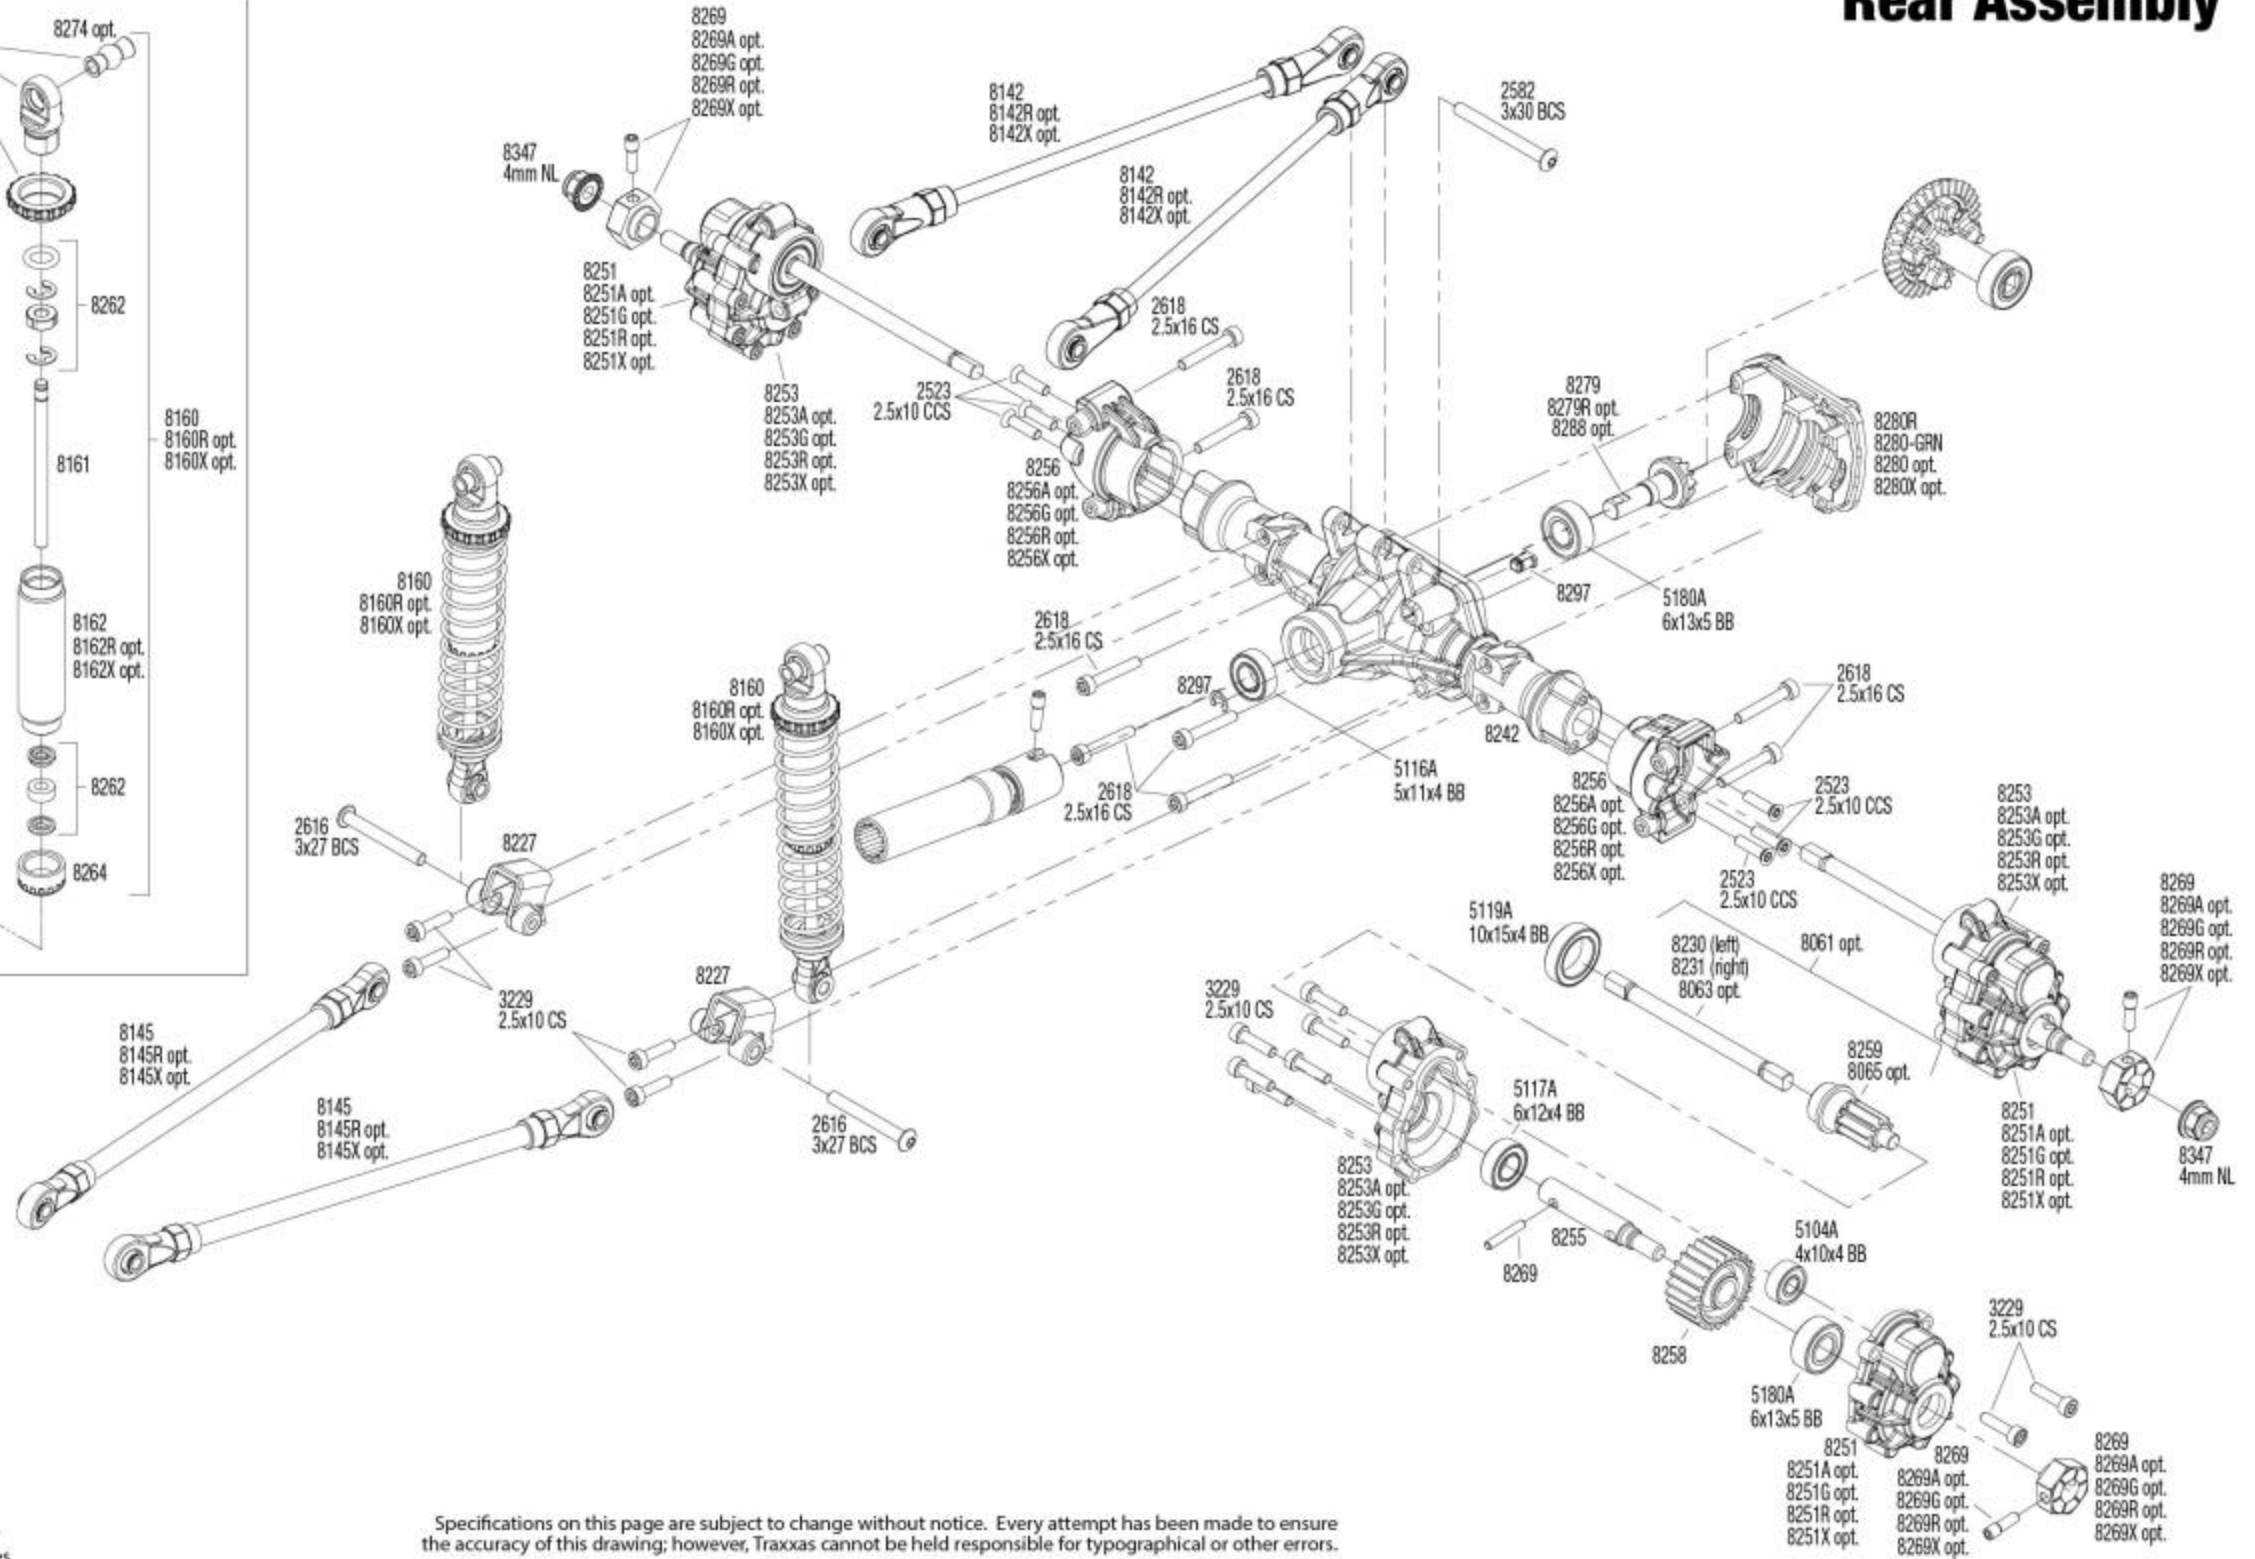 Rear Assembly
8274 opt.
8262
8161
8160
8160R opt.
8160X opt.
8162
8162R opt.
8162X opt.
8262
8264
8269
8269A opt.
8269G opt.
8269R opt.
8269X opt.
8347
4mm NL
8251
8251A opt.
8251G opt.
8251R opt.
8251X opt.
8253
8253A opt.
8253G opt.
8253R opt.
8253X opt.
8142
8142R opt.
8142X opt.
8142
8142R opt.
8142X opt.
2582
3x30 BCS
2618
2.5x16 CS
2618
2.5x16 CS
2523
2.5x10 CCS
8256
8256A opt.
8256G opt.
8256R opt.
8256X opt.
8279
8279R opt.
8288 opt.
8280R
8280-GRN
8280 opt.
8280X opt.
8297
5180A
6x13x5 BB
8160
8160R opt.
8160X opt.
8160
8160R opt.
8160X opt.
2618
2.5x16 CS
8297
2618
2.5x16 CS
5116A
5x11x4 BB
8242
2618
2.5x16 CS
8256
8256A opt.
8256G opt.
8256R opt.
8256X opt.
2523
2.5x10 CCS
2523
2.5x10 CCS
8253
8253A opt.
8253G opt.
8253R opt.
8253X opt.
8269
8269A opt.
8269G opt.
8269R opt.
8269X opt.
2616
3x27 BCS
8227
8227
3229
2.5x10 CS
2616
3x27 BCS
8145
8145R opt.
8145X opt.
8145
8145R opt.
8145X opt.
5119A
10x15x4 BB
8230 (left)
8231 (right)
8063 opt.
8061 opt.
8259
8065 opt.
8251
8251A opt.
8251G opt.
8251R opt.
8251X opt.
8347
4mm NL
3229
2.5x10 CS
5117A
6x12x4 BB
8253
8253A opt.
8253G opt.
8253R opt.
8253X opt.
8255
8269
5104A
4x10x4 BB
8258
5180A
6x13x5 BB
3229
2.5x10 CS
8251
8251A opt.
8251G opt.
8251R opt.
8251X opt.
8269
8269A opt.
8269G opt.
8269R opt.
8269X opt.
8269
8269A opt.
8269G opt.
8269R opt.
8269X opt.
Specifications on this page are subject to change without notice. Every attempt has been made to ensure
the accuracy of this drawing; however, Traxxas cannot be held responsible for typographical or other errors.